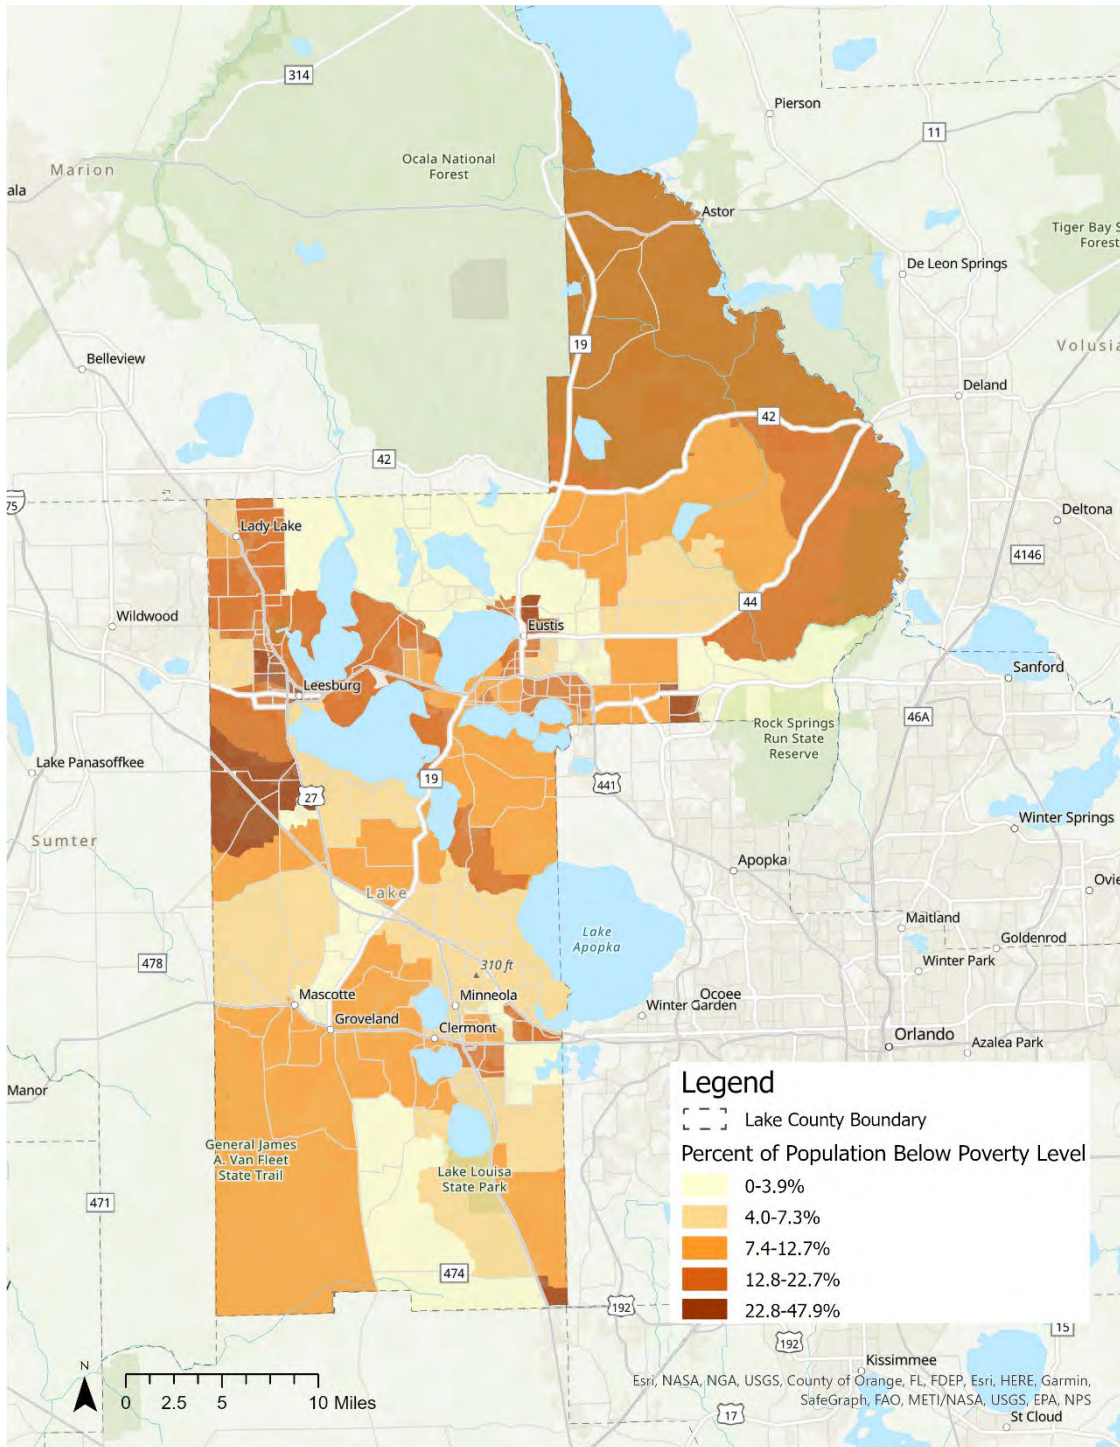 314
Pierson
11
Marion
Ocala National
Forest
ala
Astor
Tiger Bay S
Forest
De Leon Springs
19
Volusia
Belleview
Deland
42
42
75
Lady Lake
Deltona
4146
Wildwood
44
Eustis
Sanford
Leesburg
46A
Rock Springs
Run State
Reserve
Lake Panasoffkee
19
441
27
Winter Springs
Sumter
Apopka
Ovie
Lake
Maitland
Lake
Apopka
Goldenrod
478
310 ft
Winter Park
Mascotte
Minneola
Ocoee
Winter Garden
Groveland
Clermont
Orlando
Azalea Park
Manor
Legend
Lake County Boundary
Percent of Population Below Poverty Level
0-3.9%
4.0-7.3%
7.4-12.7%
12.8-22.7%
22.8-47.9%
General James
A. Van Fleet
State Trail
Lake Louisa
State Park
471
474
192
15
192
Kissimmee
N
0 2.5 5 10 Miles
Esri, NASA, NGA, USGS, County of Orange, FL, FDEP, Esri, HERE, Garmin,
SafeGraph, FAO, METI/NASA, USGS, EPA, NPS
17
St Cloud